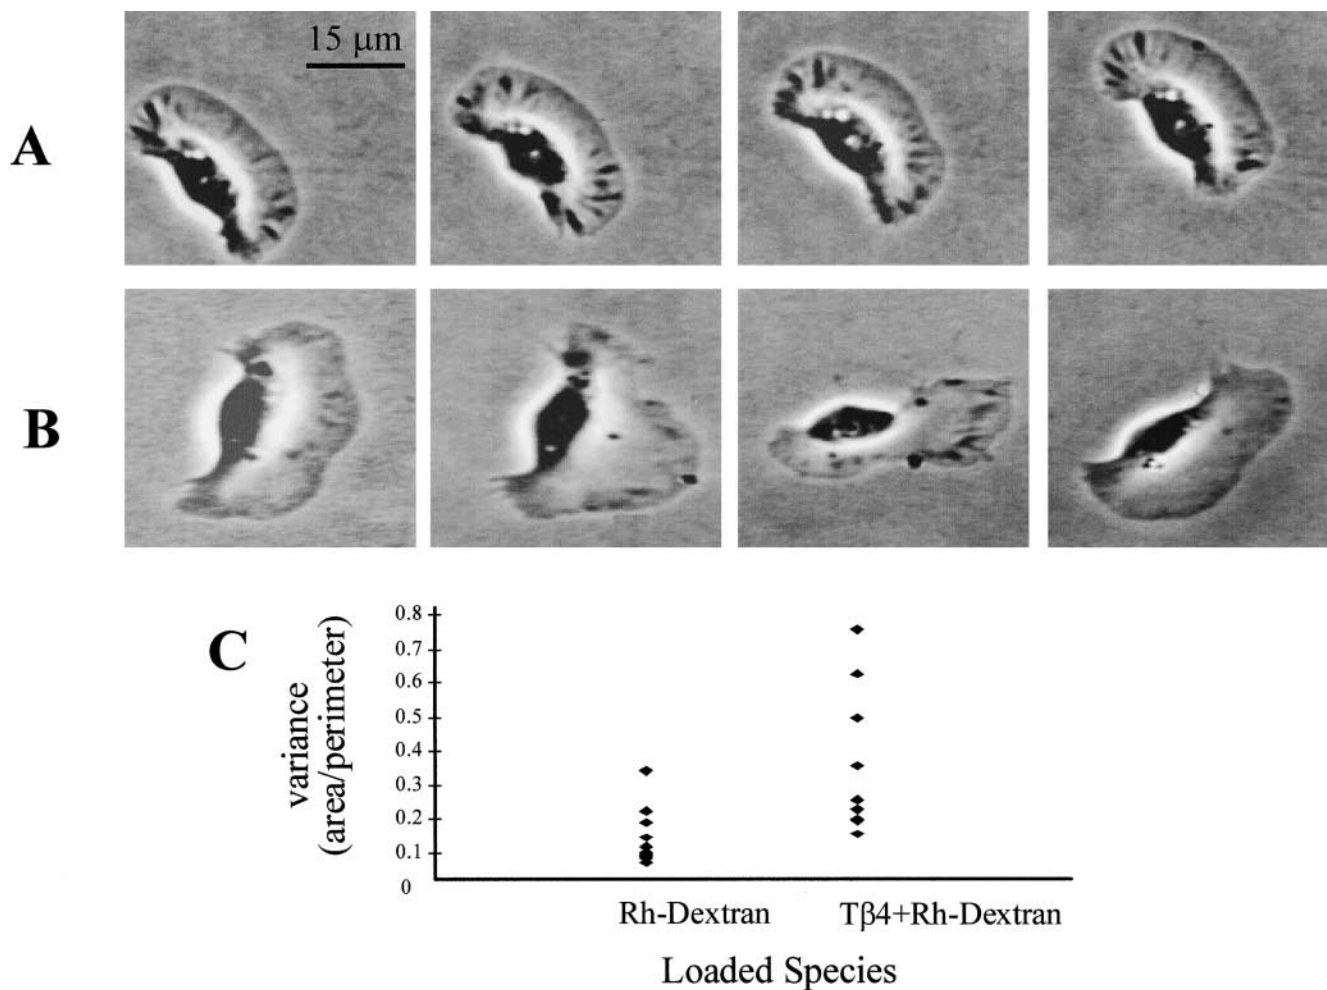 A
15 μm
B
C
variance
(area/perimeter)
0.8
0.7
0.6
0.5
0.4
0.3
0.2
0.1
0
Rh-Dextran
Tβ4+Rh-Dextran
Loaded Species